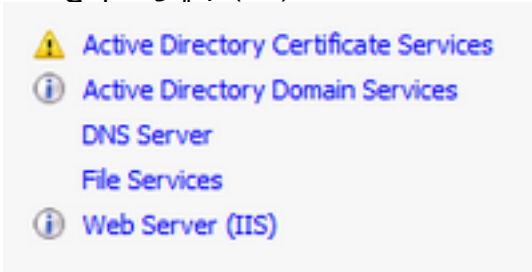 Active Directory Certificate Services
Active Directory Domain Services
DNS Server
File Services
Web Server (IIS)